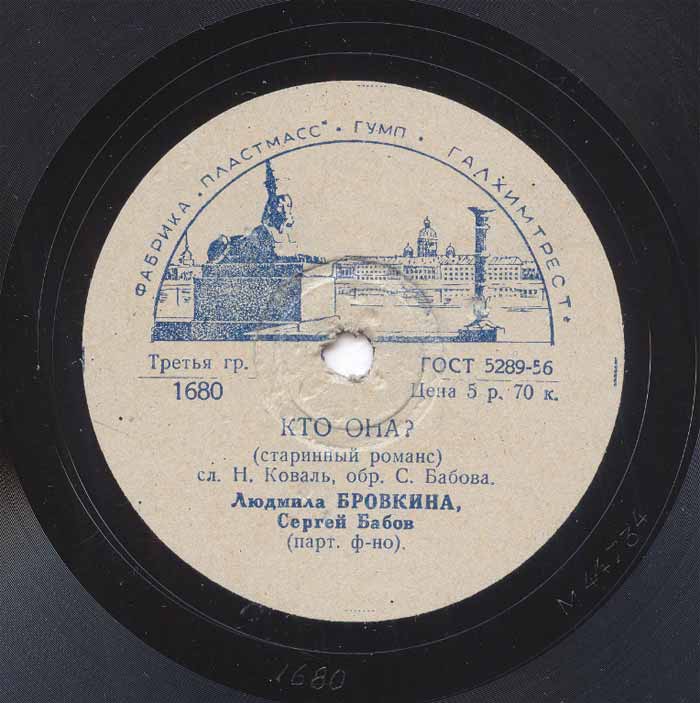 ФАБРИКА • ПЛАСТМАСС" • ГУМП • ГАЛХИМТРЕСТ*
Третья гр.
1680
ГОСТ 5289-56
Цена 5 р. 70 к.
КТО ОНА?
(старинный романс)
сл. Н. Коваль, обр. С. Бабова.
Людмила БРОВКИНА,
Сергей Бабов
(парт. ф-но).
М 44734
1680